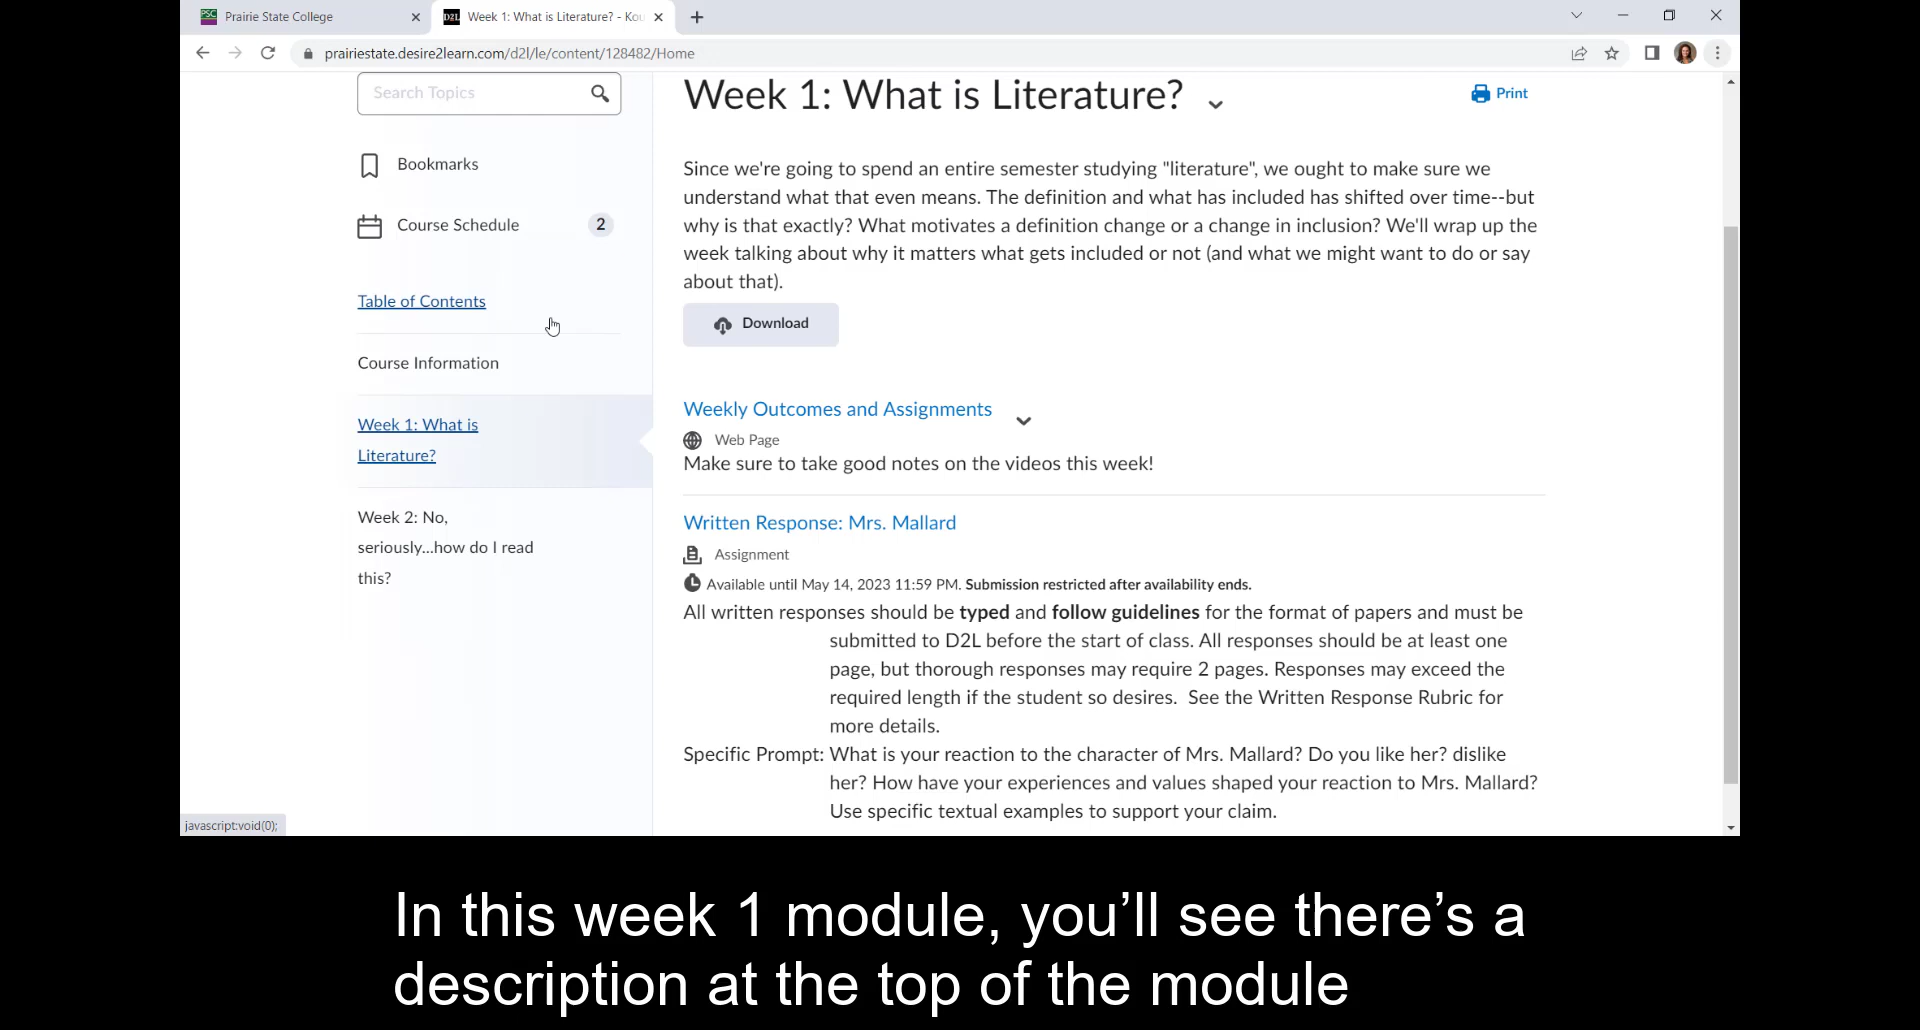 Prairie State College
Week 1: What is Literature? - Kou
prairiestate.desire2learn.com/d2l/le/content/128482/Home
Search Topics
Bookmarks
Course Schedule 2
Table of Contents
Course Information
Week 1: What is
Literature?
Week 2: No,
seriously...how do I read
this?
Week 1: What is Literature?
Print
Since we're going to spend an entire semester studying "literature", we ought to make sure we
understand what that even means. The definition and what has included has shifted over time--but
why is that exactly? What motivates a definition change or a change in inclusion? We'll wrap up the
week talking about why it matters what gets included or not (and what we might want to do or say
about that).
Download
Weekly Outcomes and Assignments
Web Page
Make sure to take good notes on the videos this week!
Written Response: Mrs. Mallard
Assignment
Available until May 14, 2023 11:59 PM. Submission restricted after availability ends.
All written responses should be typed and follow guidelines for the format of papers and must be
submitted to D2L before the start of class. All responses should be at least one
page, but thorough responses may require 2 pages. Responses may exceed the
required length if the student so desires. See the Written Response Rubric for
more details.
Specific Prompt: What is your reaction to the character of Mrs. Mallard? Do you like her? dislike
her? How have your experiences and values shaped your reaction to Mrs. Mallard?
Use specific textual examples to support your claim.
javascript:void(0);
In this week 1 module, you’ll see there’s a
description at the top of the module
PSC
D2L